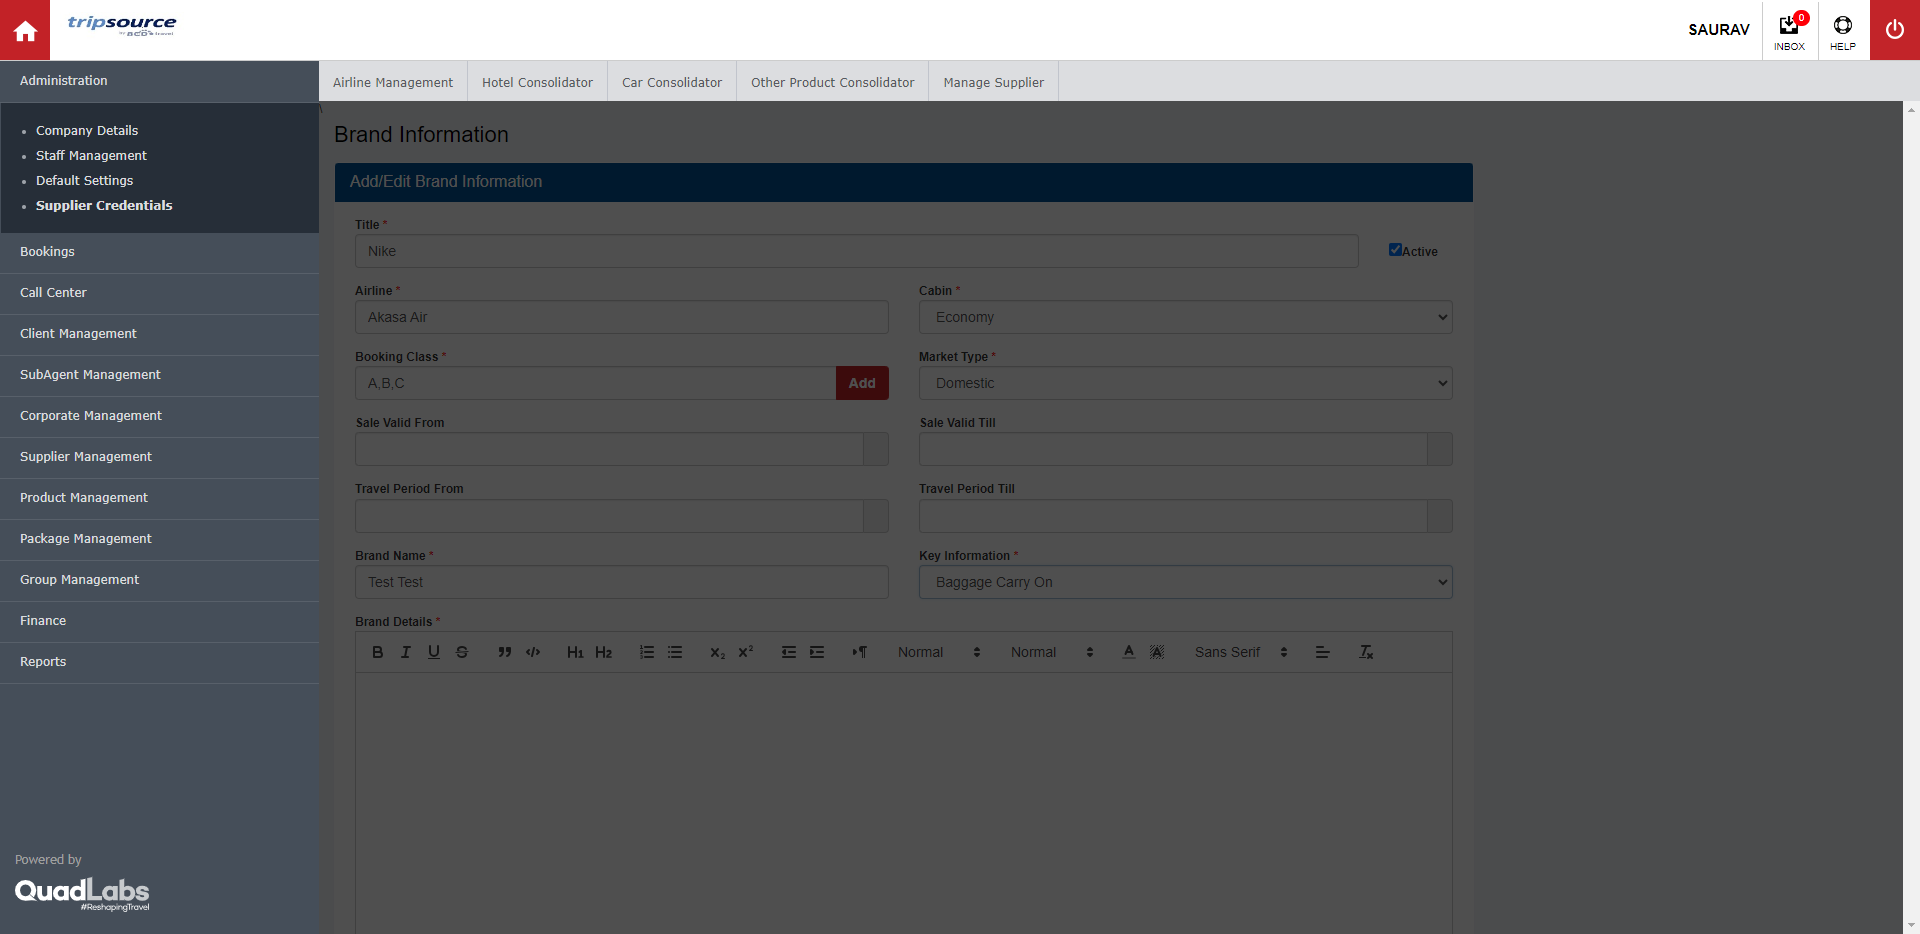 tripsource
SAURAV
0
INBOX
HELP
Administration
Airline Management
Hotel Consolidator
Car Consolidator
Other Product Consolidator
Manage Supplier
Company Details
Staff Management
Default Settings
Supplier Credentials
Bookings
Call Center
Client Management
SubAgent Management
Corporate Management
Supplier Management
Product Management
Package Management
Group Management
Finance
Reports
Powered by
QuadLabs
#ReshapingTravel
Brand Information
Add/Edit Brand Information
Title *
Nike
Active
Airline *
Akasa Air
Cabin *
Economy
Booking Class *
A,B,C
Add
Market Type *
Domestic
Sale Valid From
Sale Valid Till
Travel Period From
Travel Period Till
Brand Name *
Test Test
Key Information *
Baggage Carry On
Brand Details *
Normal
Normal
Sans Serif